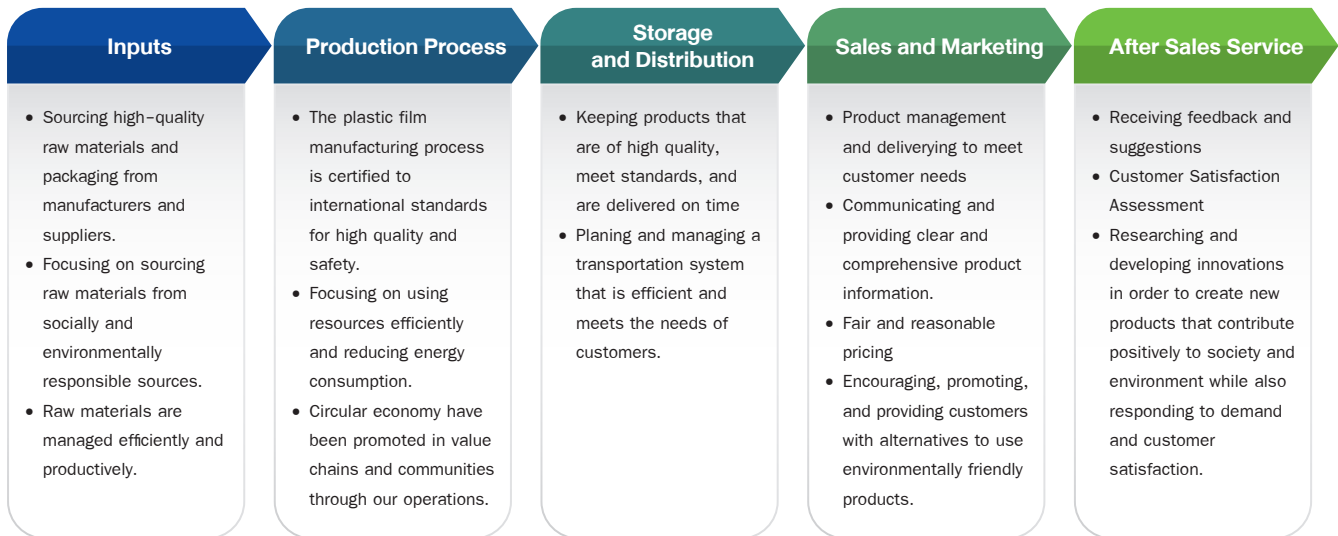 Inputs
• Sourcing high-quality
raw materials and
packaging from
manufacturers and
suppliers.
• Focusing on sourcing
raw materials from
socially and
environmentally
responsible sources.
• Raw materials are
managed efficiently and
productively.
Production Process
• The plastic film
manufacturing process
is certified to
international standards
for high quality and
safety.
• Focusing on using
resources efficiently
and reducing energy
consumption.
• Circular economy have
been promoted in value
chains and communities
through our operations.
Storage
and Distribution
• Keeping products that
are of high quality,
meet standards, and
are delivered on time
• Planing and managing a
transportation system
that is efficient and
meets the needs of
customers.
Sales and Marketing
• Product management
and deliverying to meet
customer needs
• Communicating and
providing clear and
comprehensive product
information.
• Fair and reasonable
pricing
• Encouraging, promoting,
and providing customers
with alternatives to use
environmentally friendly
products.
After Sales Service
• Receiving feedback and
suggestions
• Customer Satisfaction
Assessment
• Researching and
developing innovations
in order to create new
products that contribute
positively to society and
environment while also
responding to demand
and customer
satisfaction.